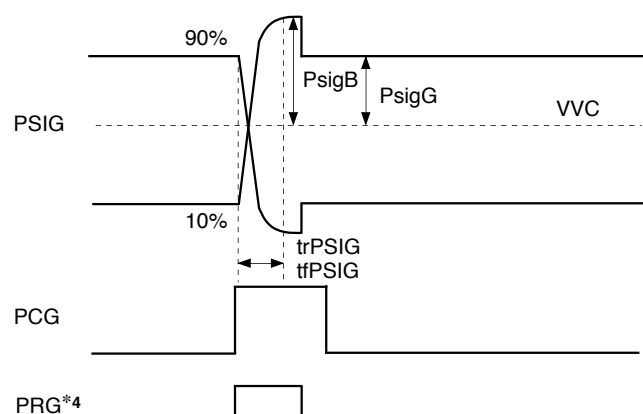 90%
PsigB
PsigG
VVC
PSIG
10%
trPSIG
tfPSIG
PCG
PRG*4